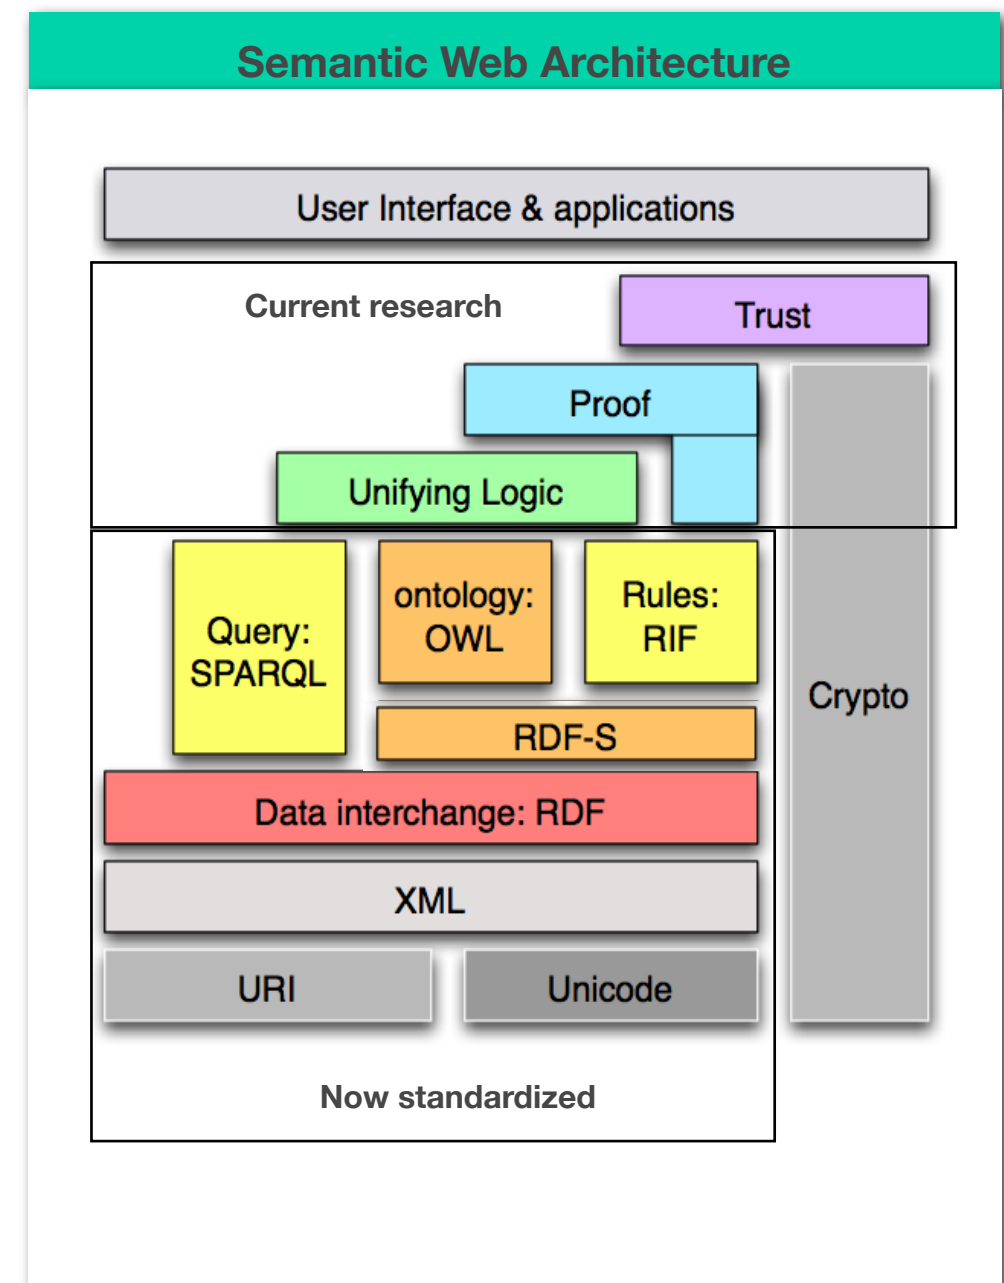 Semantic Web Architecture
User Interface & applications
Current research
Trust
Proof
Unifying Logic
Query:
SPARQL
ontology:
OWL
Rules:
RIF
Crypto
RDF-S
Data interchange: RDF
XML
URI
Unicode
Now standardized